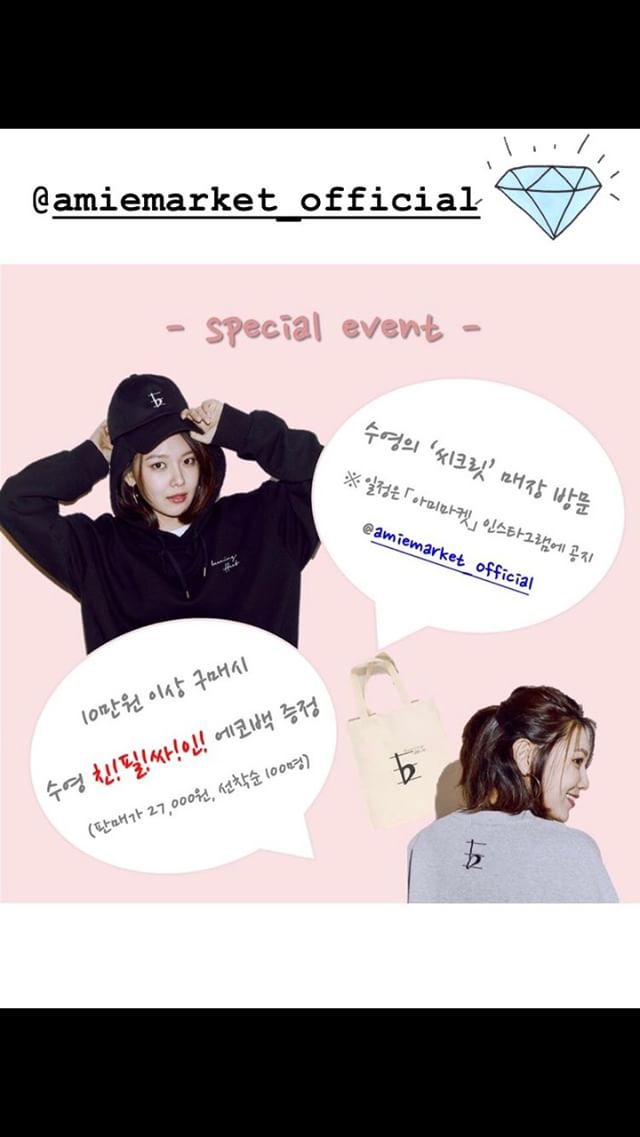 @amiemarket_official
- special event -
수영의 '씨크릿' 매장 방문
※ 일정은 「아미마켓」 인스타그램에 공지
@amiemarket_official
10만원 이상 구매시
수영 친!필!싸!인! 에코백 증정
(판매가 27,000원, 선착순 100명)